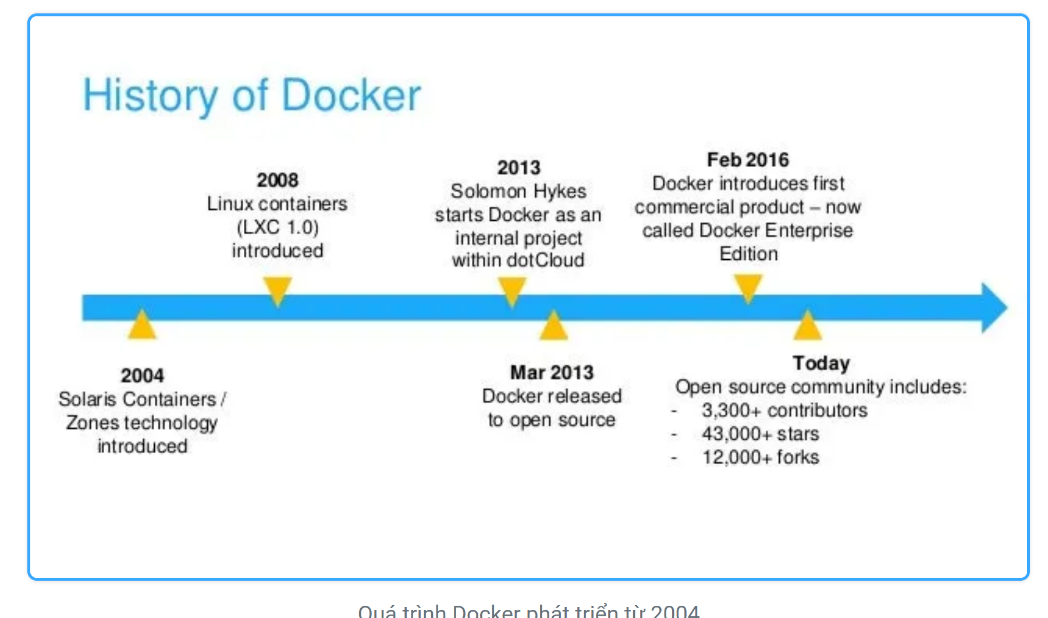 History of Docker
2008
Linux containers
(LXC 1.0)
introduced
2013
Solomon Hykes
starts Docker as an
internal project
within dotCloud
Feb 2016
Docker introduces first
commercial product – now
called Docker Enterprise
Edition
2004
Solaris Containers /
Zones technology
introduced
Mar 2013
Docker released
to open source
Today
Open source community includes:
- 3,300+ contributors
- 43,000+ stars
- 12,000+ forks
Quá trình Docker phát triển từ 2004